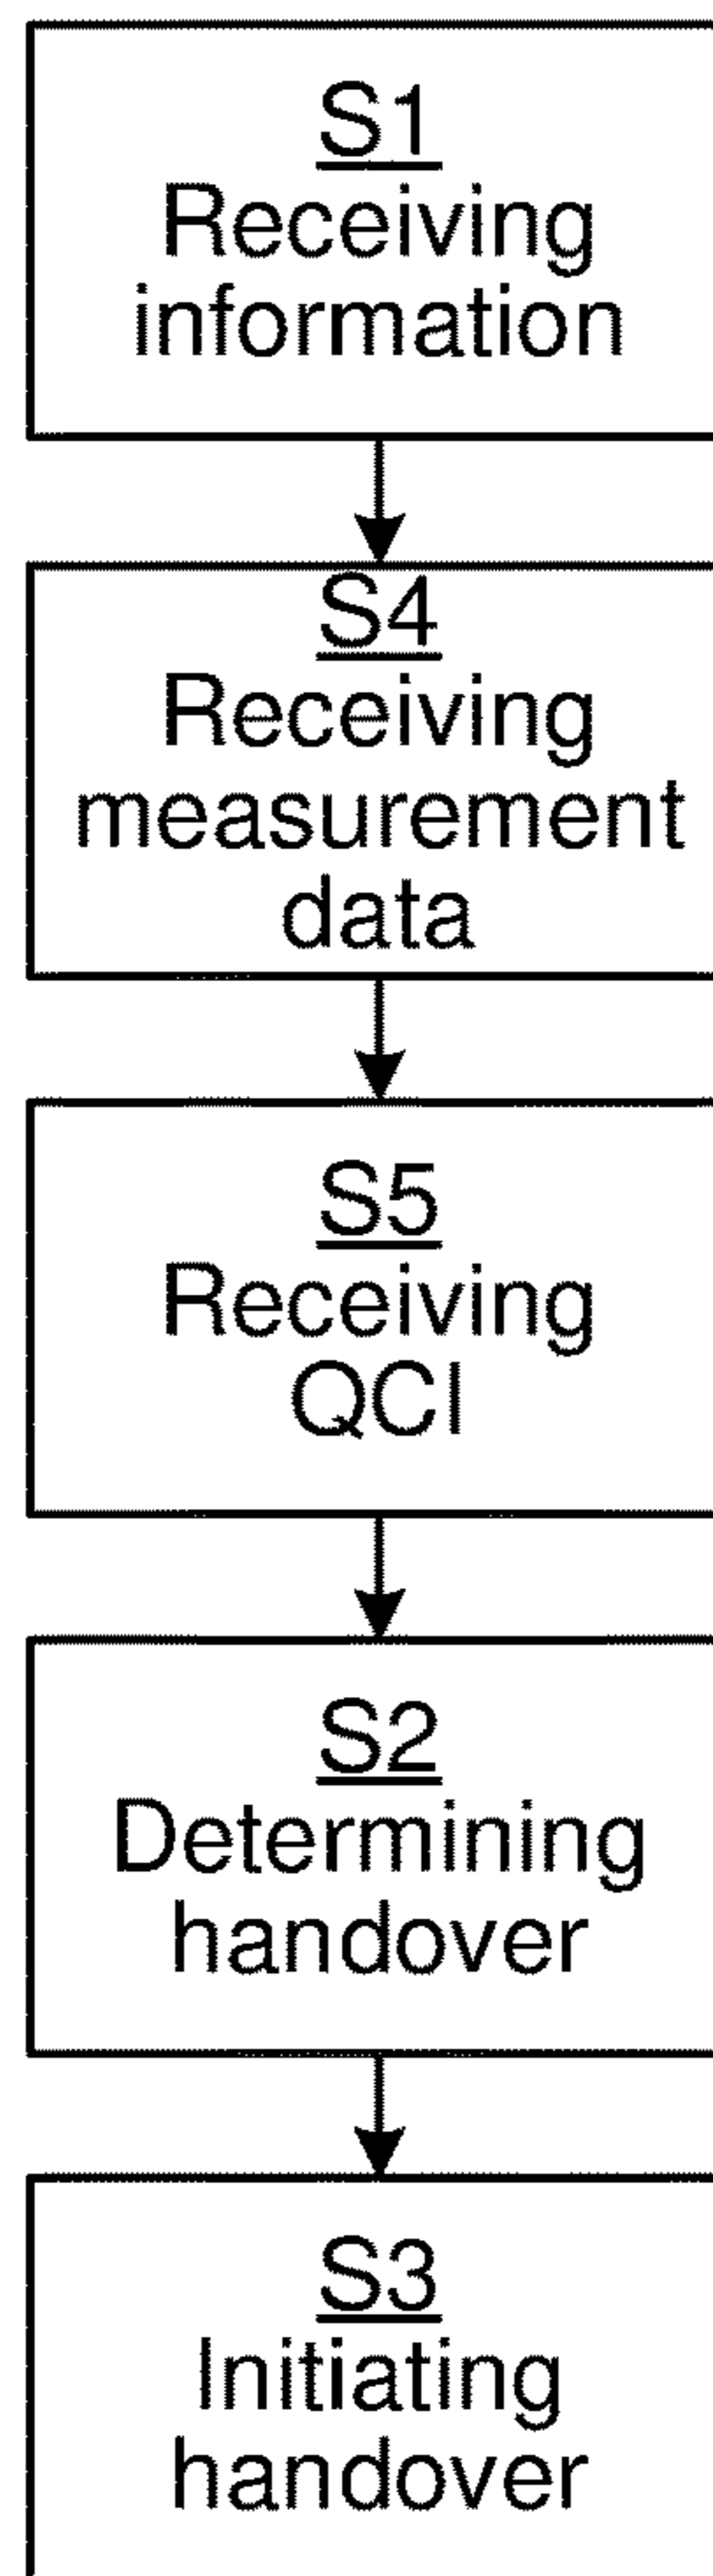 S1
Receiving
information
S4
Receiving
measurement
data
S5
Receiving
QCI
S2
Determining
handover
S3
Initiating
handover